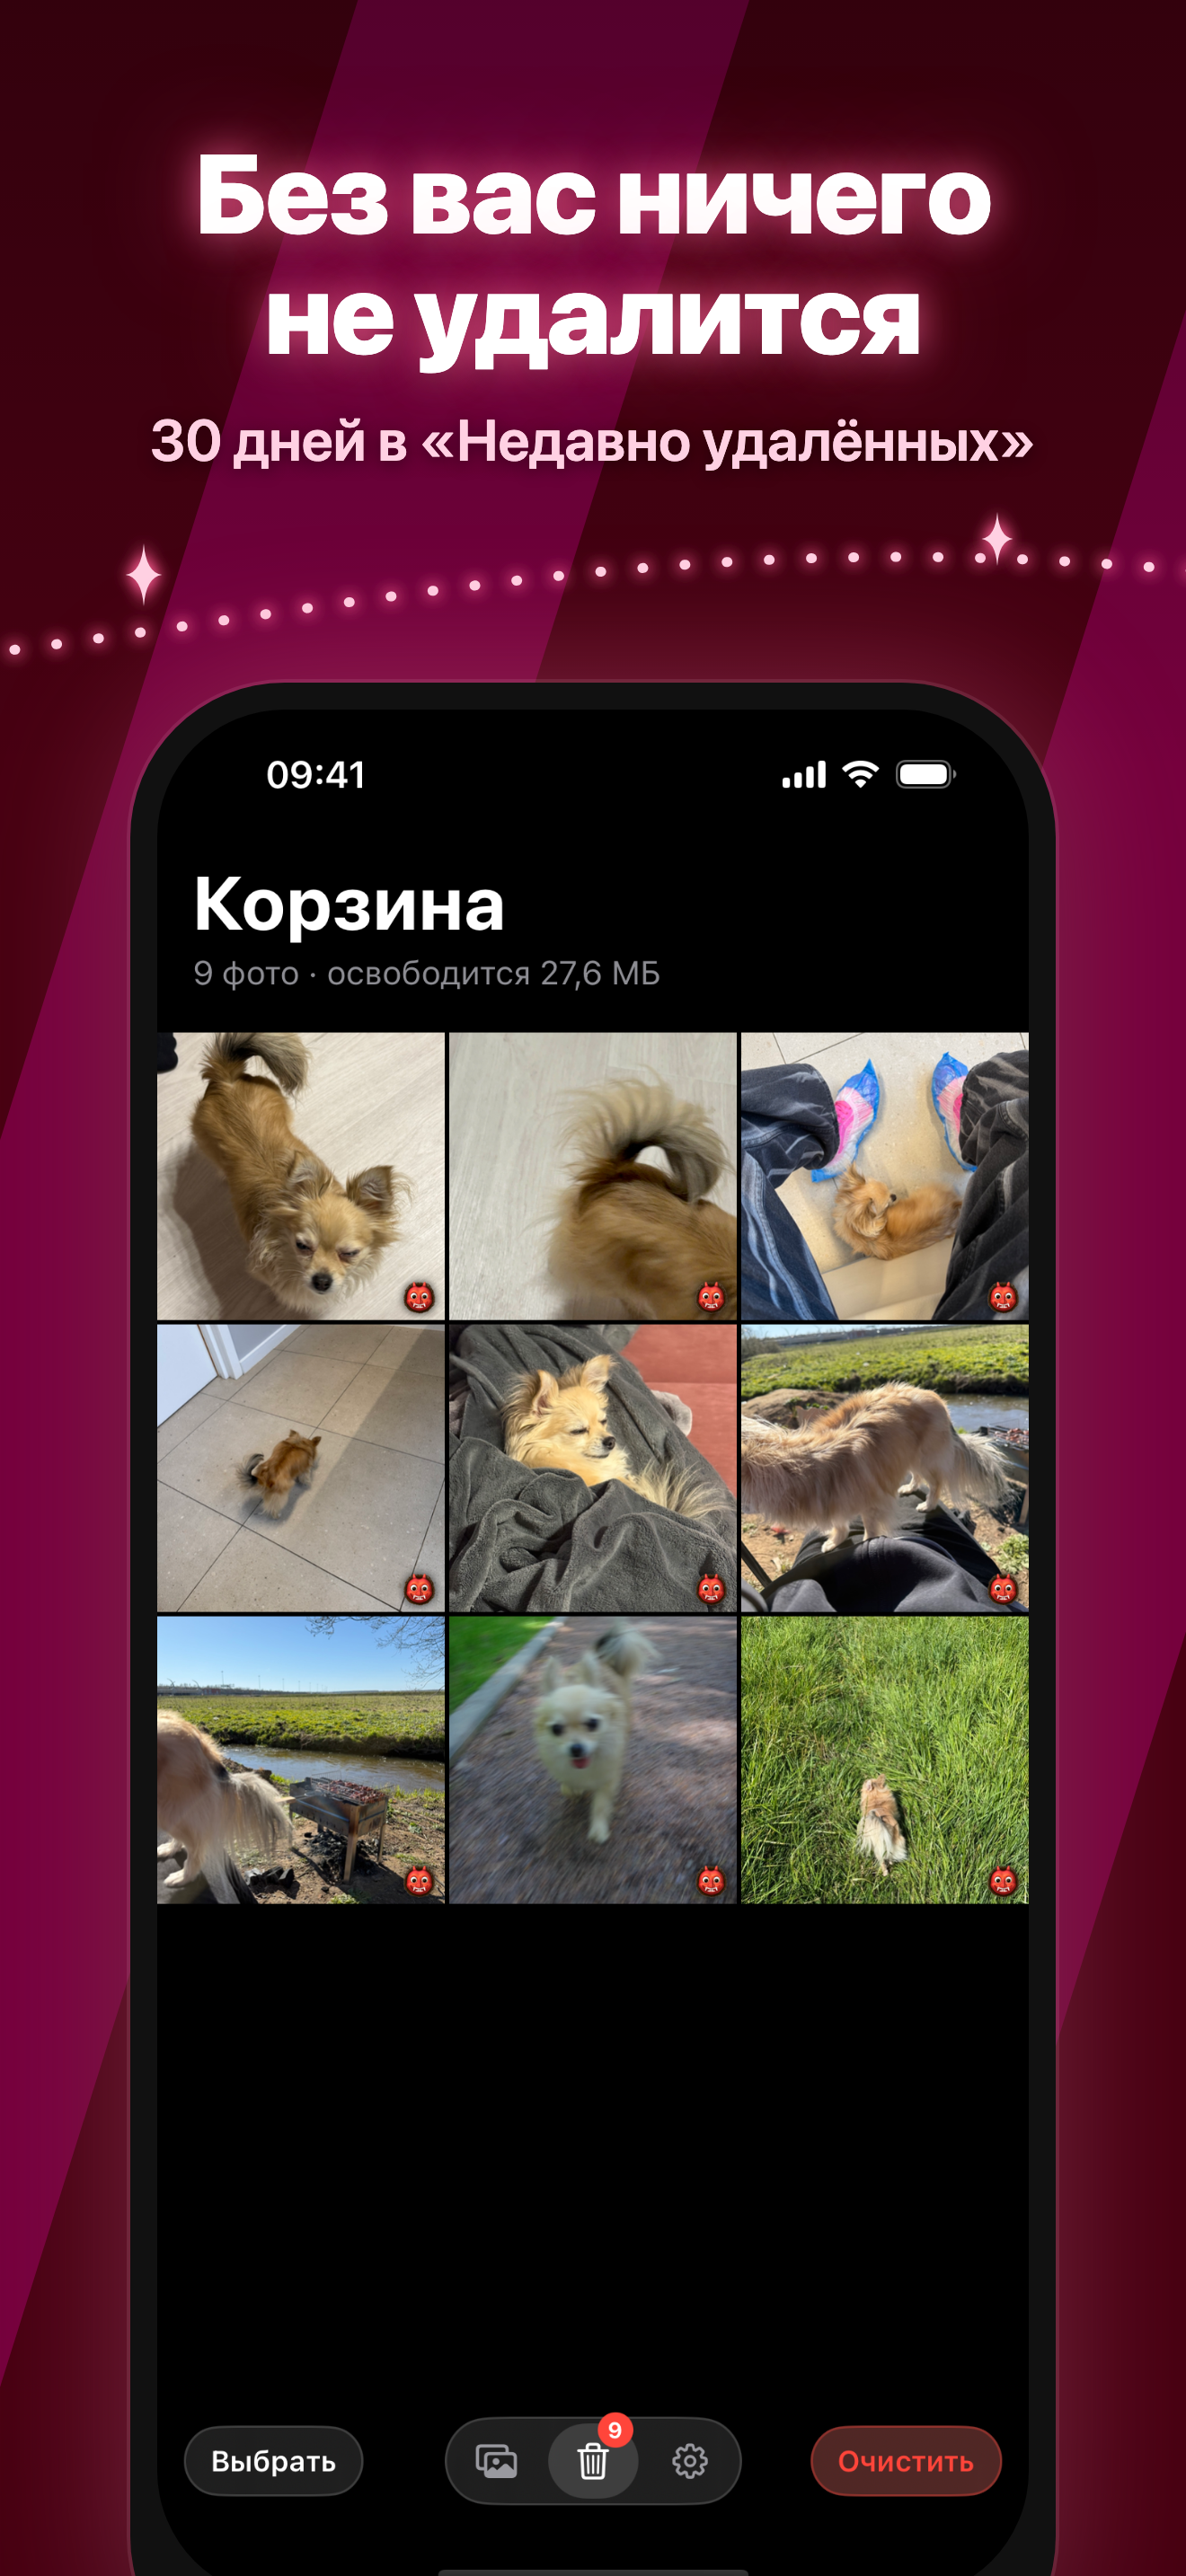 Без вас ничего
не удалится
30 дней в «Недавно удалённых»
09:41
Корзина
9 фото · освободится 27,6 МБ
9
Выбрать
Очистить